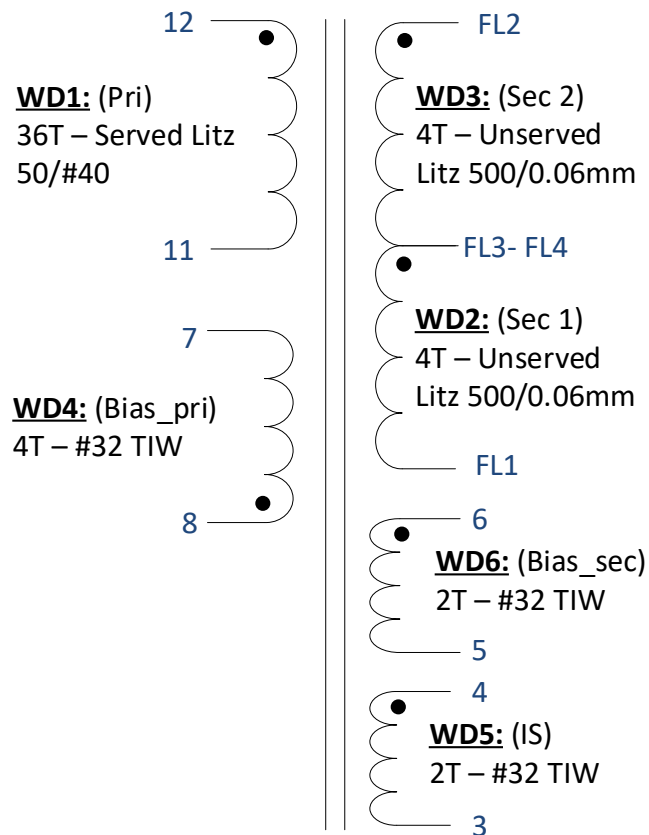 12
WD1: (Pri)
36T – Served Litz
50/#40
11
7
WD4: (Bias_pri)
4T – #32 TIW
8
FL2
WD3: (Sec 2)
4T – Unserved
Litz 500/0.06mm
FL3- FL4
WD2: (Sec 1)
4T – Unserved
Litz 500/0.06mm
FL1
6
WD6: (Bias_sec)
2T – #32 TIW
5
4
WD5: (IS)
2T – #32 TIW
3